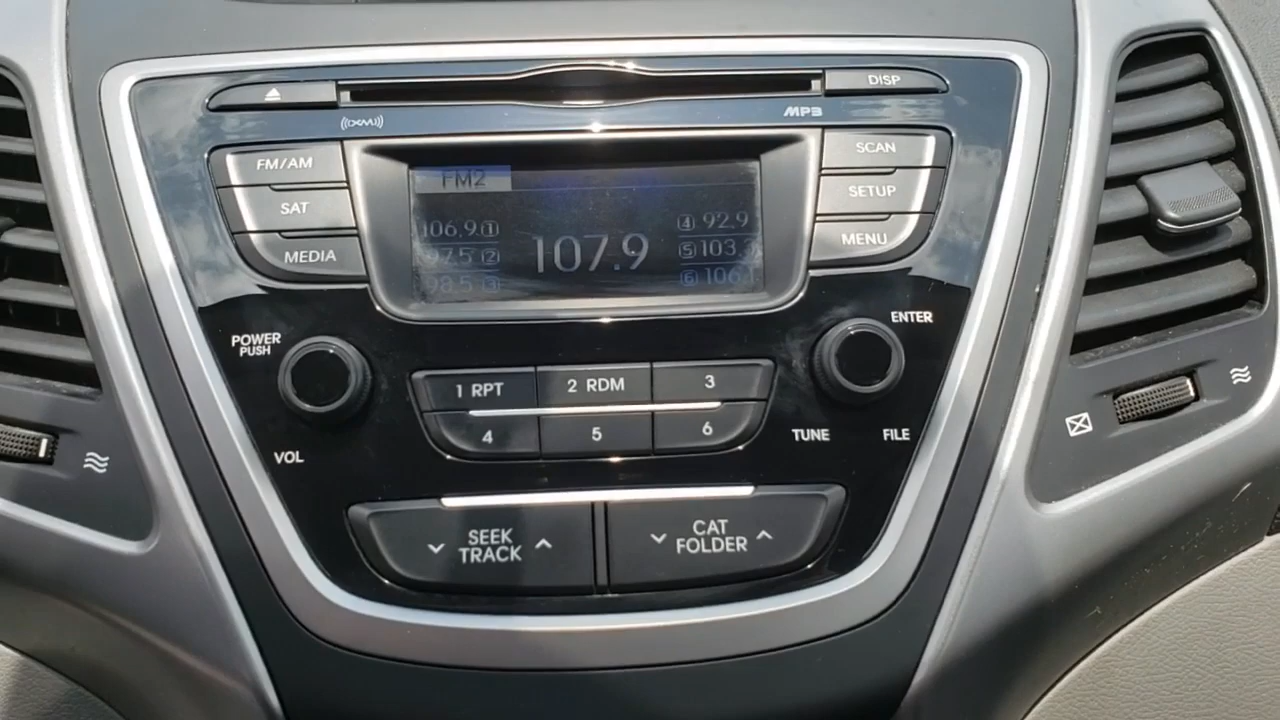 DISP
((XM))
MP3
FM/AM
SCAN
SAT
SETUP
MEDIA
MENU
FM2
106.9 1
97.5 2
98.5 3
107.9
4 92.9
5 103.3
6 106.1
POWER
PUSH
VOL
ENTER
TUNE FILE
1 RPT
2 RDM
3
4
5
6
SEEK
TRACK
CAT
FOLDER